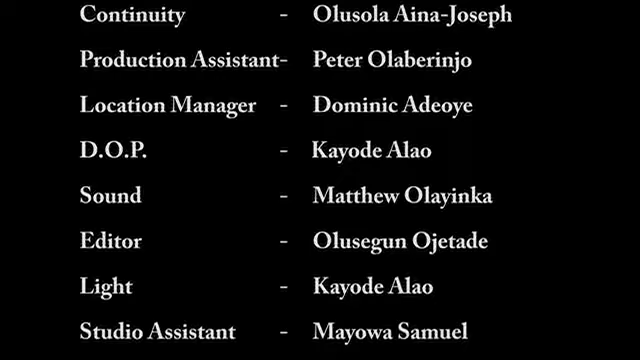 Continuity - Olusola Aina-Joseph
Production Assistant- Peter Olaberinjo
Location Manager - Dominic Adeoye
D.O.P. - Kayode Alao
Sound - Matthew Olayinka
Editor - Olusegun Ojetade
Light - Kayode Alao
Studio Assistant - Mayowa Samuel